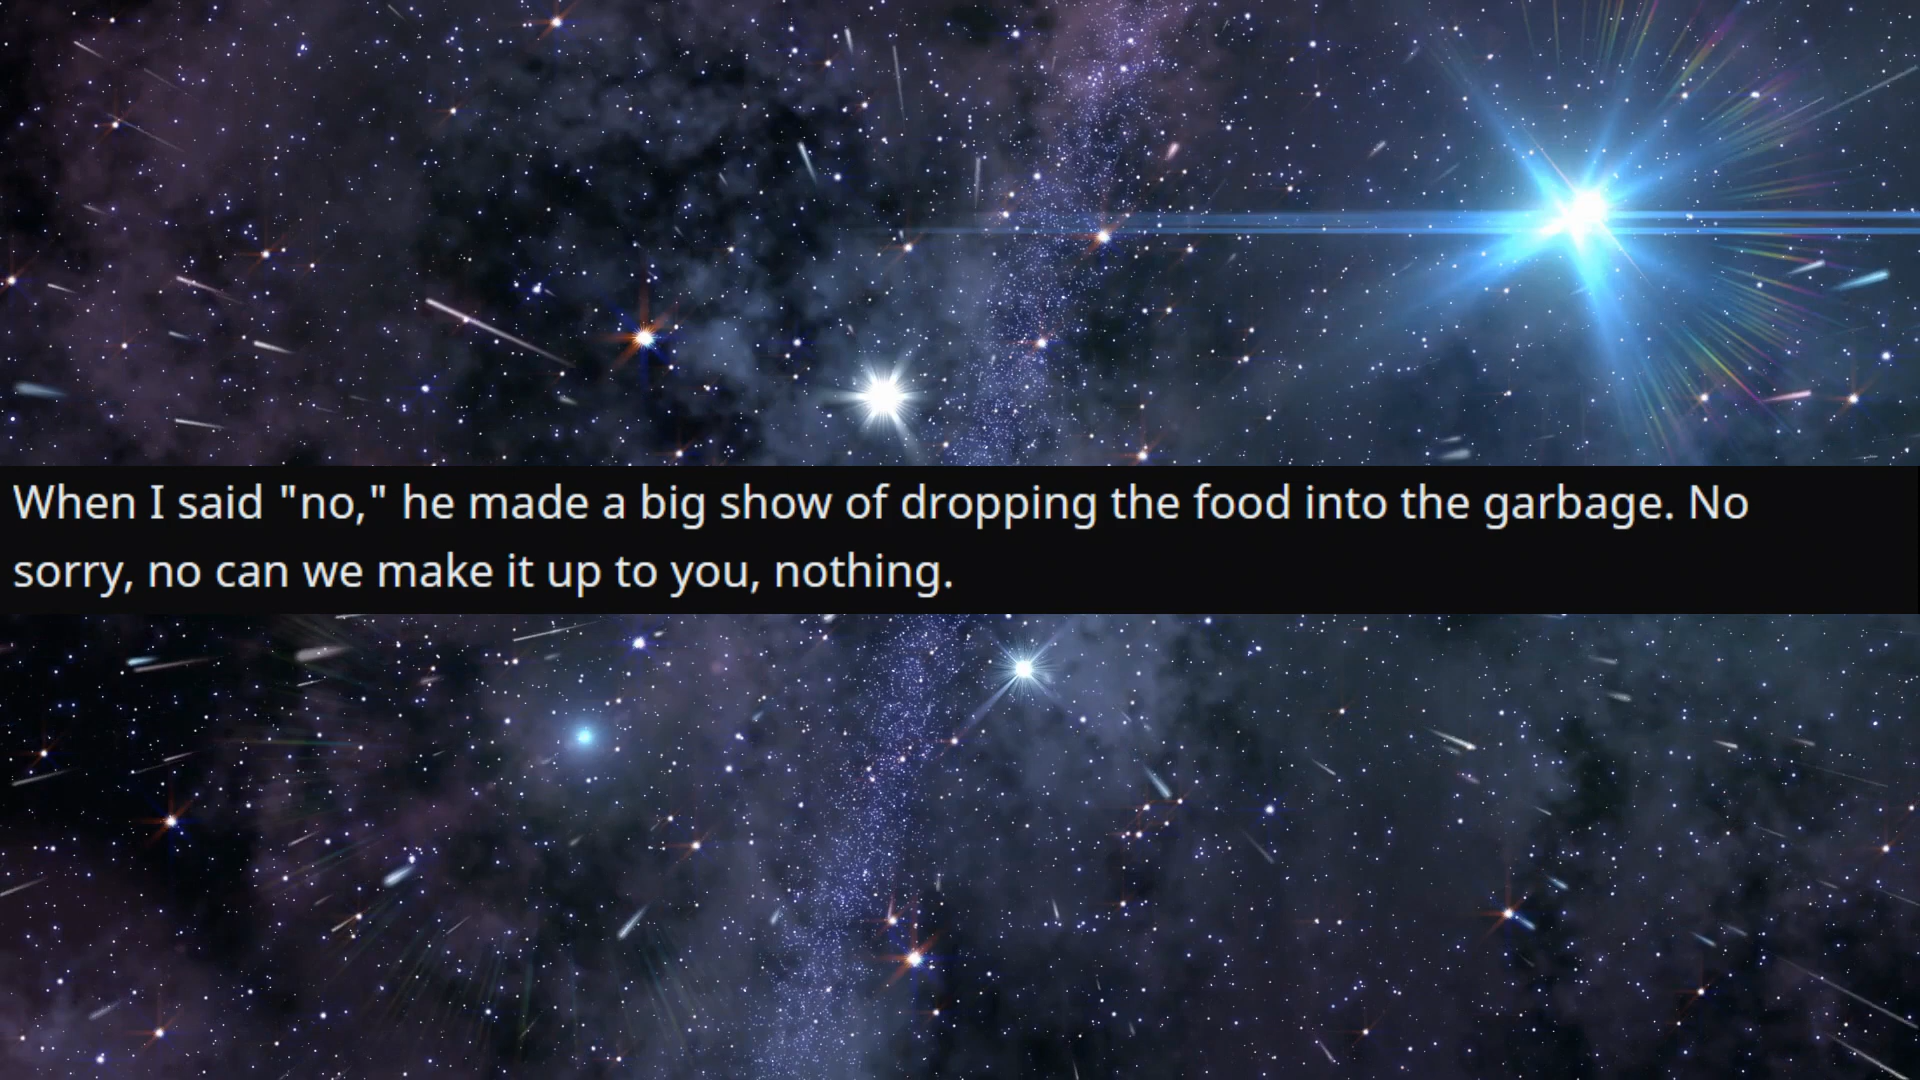 When I said "no," he made a big show of dropping the food into the garbage. No
sorry, no can we make it up to you, nothing.